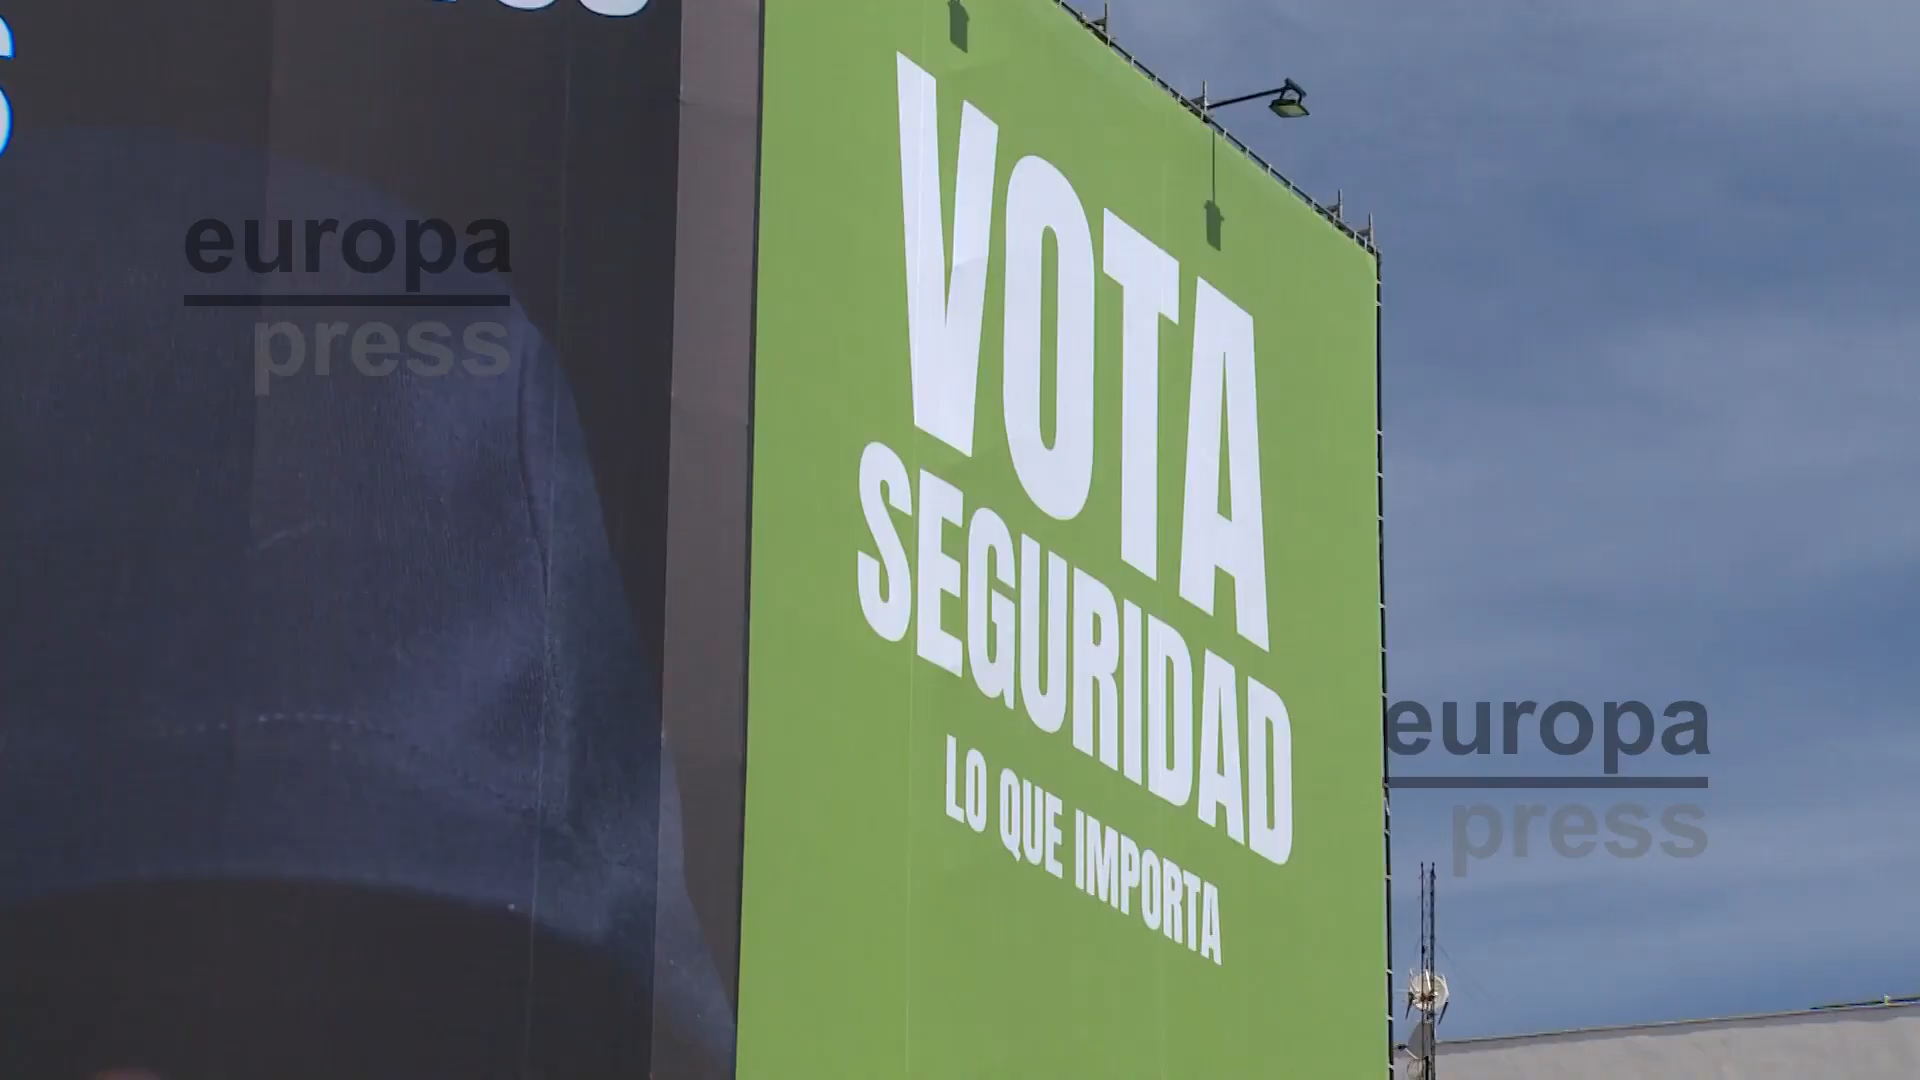 VOTA
SEGURIDAD
LO QUE IMPORTA
europa
press
europa
press